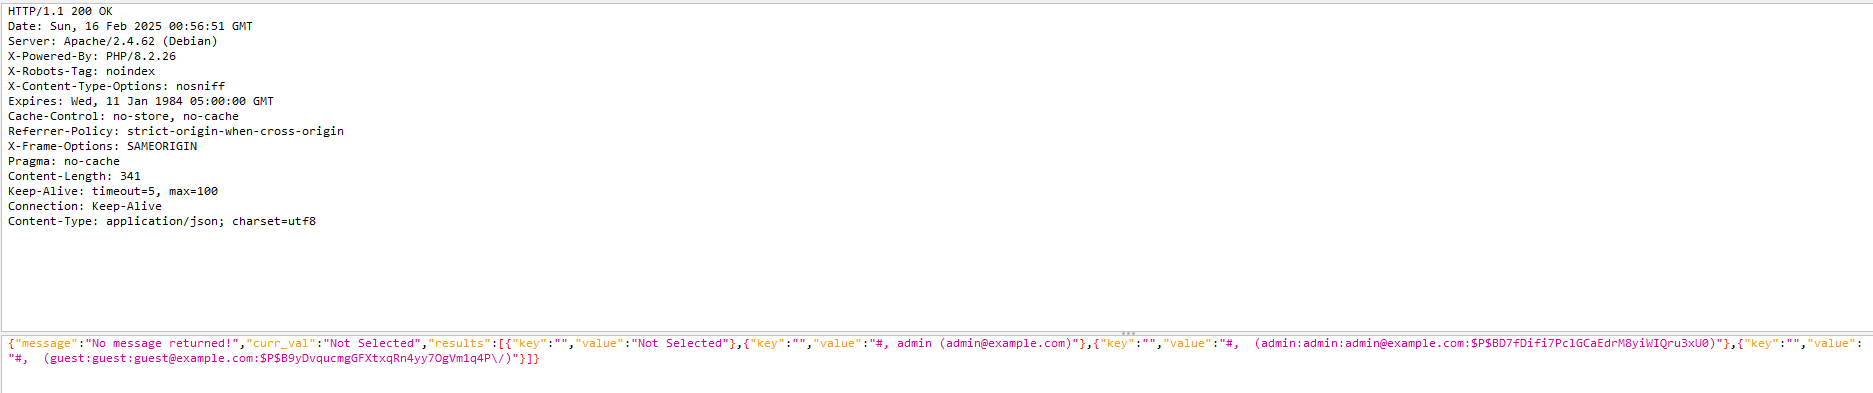 HTTP/1.1 200 OK
Date: Sun, 16 Feb 2025 00:56:51 GMT
Server: Apache/2.4.62 (Debian)
X-Powered-By: PHP/8.2.26
X-Robots-Tag: noindex
X-Content-Type-Options: nosniff
Expires: Wed, 11 Jan 1984 05:00:00 GMT
Cache-Control: no-store, no-cache
Referrer-Policy: strict-origin-when-cross-origin
X-Frame-Options: SAMEORIGIN
Pragma: no-cache
Content-Length: 341
Keep-Alive: timeout=5, max=100
Connection: Keep-Alive
Content-Type: application/json; charset=utf8
{"message":"No message returned!","curr_val":"Not Selected","results":[{"key":"","value":"Not Selected"},{"key":"","value":"#, admin (admin@example.com)"},{"key":"","value":"#,  (admin:admin:admin@example.com:$P$BD7fDifi7Pc1GCaEdrM8yiWIQru3xU0)"},{"key":"","value":
"#,  (guest:guest:guest@example.com:$P$B9yDvqucmgGFXtxqRn4yy7OgVm1q4P\/)"}]}